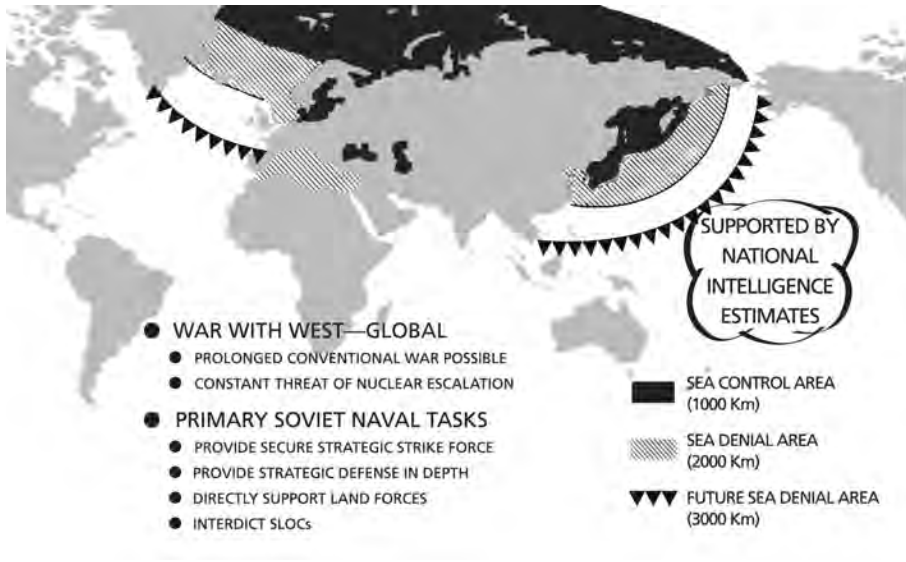 SUPPORTED BY
NATIONAL
INTELLIGENCE
ESTIMATES
● WAR WITH WEST—GLOBAL
● PROLONGED CONVENTIONAL WAR POSSIBLE
● CONSTANT THREAT OF NUCLEAR ESCALATION
● PRIMARY SOVIET NAVAL TASKS
● PROVIDE SECURE STRATEGIC STRIKE FORCE
● PROVIDE STRATEGIC DEFENSE IN DEPTH
● DIRECTLY SUPPORT LAND FORCES
● INTERDICT SLOCs
SEA CONTROL AREA
(1000 Km)
SEA DENIAL AREA
(2000 Km)
FUTURE SEA DENIAL AREA
(3000 Km)